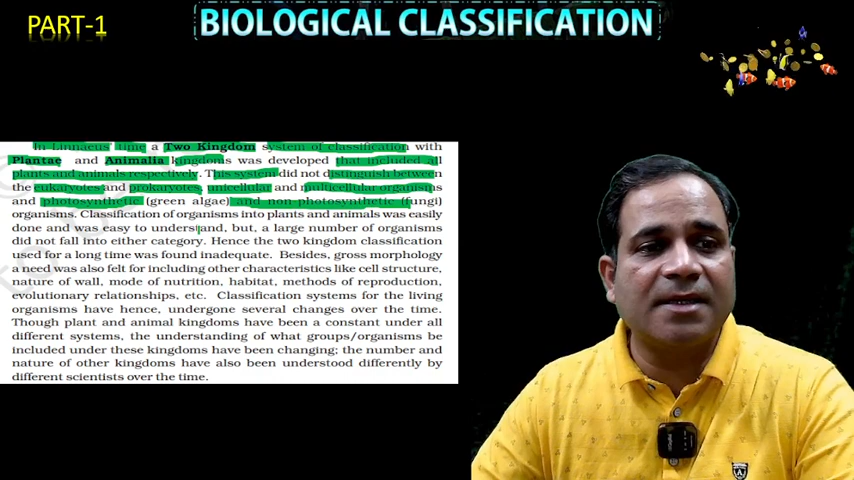 PART-1
BIOLOGICAL CLASSIFICATION
In Linnaeus' time a Two Kingdom system of classification with
Plantae and Animalia kingdoms was developed that included all
plants and animals respectively. This system did not distinguish between
the eukaryotes and prokaryotes, unicellular and multicellular organisms
and photosynthetic (green algae) and non-photosynthetic (fungi)
organisms. Classification of organisms into plants and animals was easily
done and was easy to understand, but, a large number of organisms
did not fall into either category. Hence the two kingdom classification
used for a long time was found inadequate. Besides, gross morphology
a need was also felt for including other characteristics like cell structure,
nature of wall, mode of nutrition, habitat, methods of reproduction,
evolutionary relationships, etc. Classification systems for the living
organisms have hence, undergone several changes over the time.
Though plant and animal kingdoms have been a constant under all
different systems, the understanding of what groups/organisms be
included under these kingdoms have been changing; the number and
nature of other kingdoms have also been understood differently by
different scientists over the time.